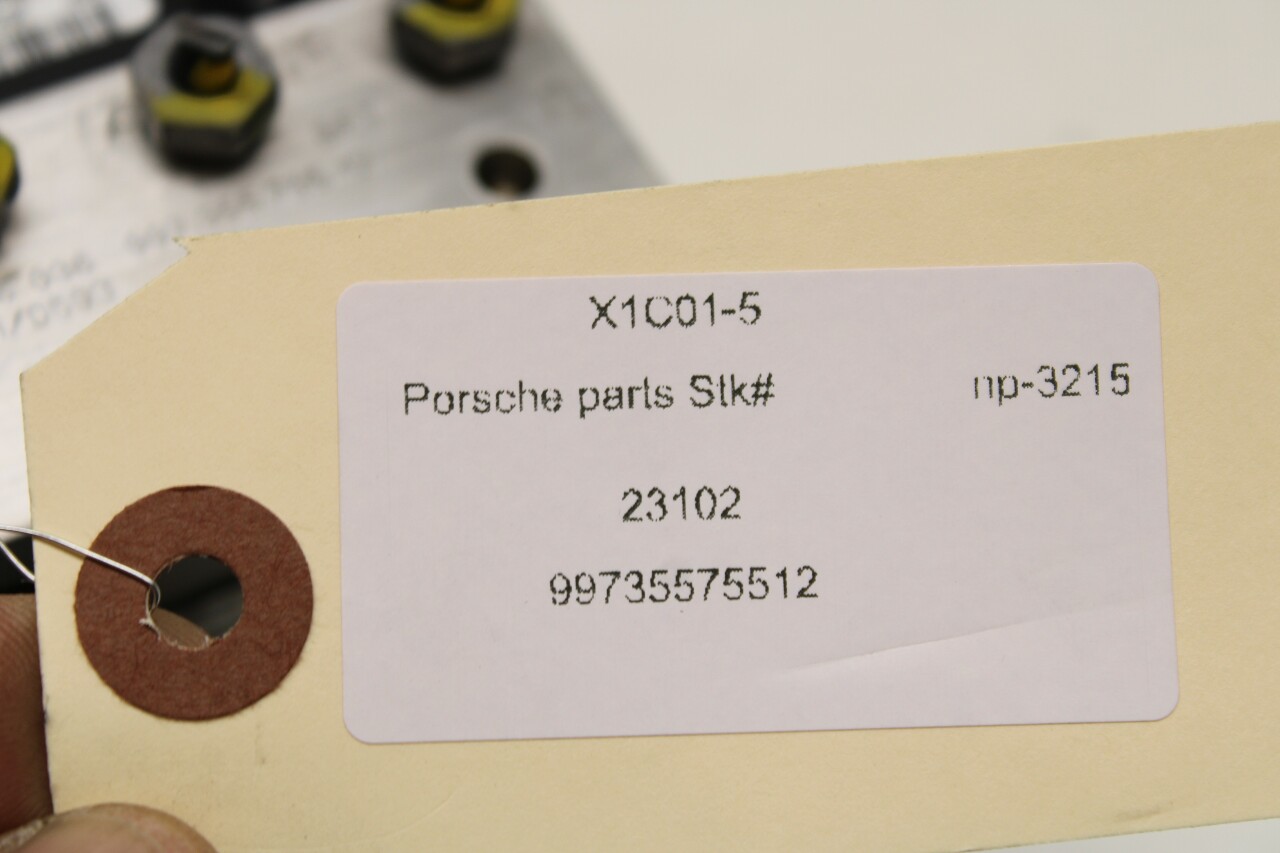 X1C01-5
Porsche parts Stk# np-3215
23102
99735575512